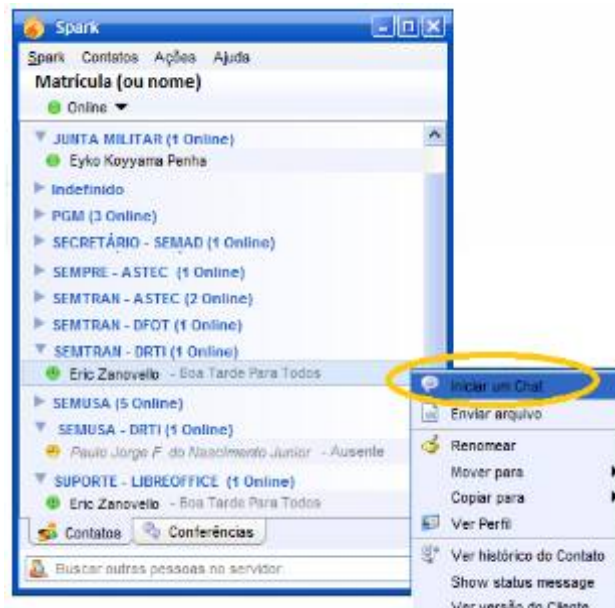 Spark
Spark Contatos Ações Ajuda
Matrícula (ou nome)
Online
JUNTA MILITAR (1 Online)
Eyko Koyyama Penha
Indefinido
PGM (3 Online)
SECRETÁRIO - SEMAD (1 Online)
SEMPRE - ASTEC (1 Online)
SEMTRAN - ASTEC (2 Online)
SEMTRAN - DFOT (1 Online)
SEMTRAN - DRTI (1 Online)
Eric Zanovello - Boa Tarde Para Todos
SEMUSA (5 Online)
SEMUSA - DRTI (1 Online)
Paulo Jorge F. do Nascimento Junior - Ausente
SUPORTE - LIBREOFFICE (1 Online)
Eric Zanovello - Boa Tarde Para Todos
Contatos Conferências
Buscar outras pessoas no servidor
Iniciar um Chat
Enviar arquivo
Renomear
Mover para
Copiar para
Ver Perfil
Ver histórico do Contato
Show status message
Ver versão do Cliente